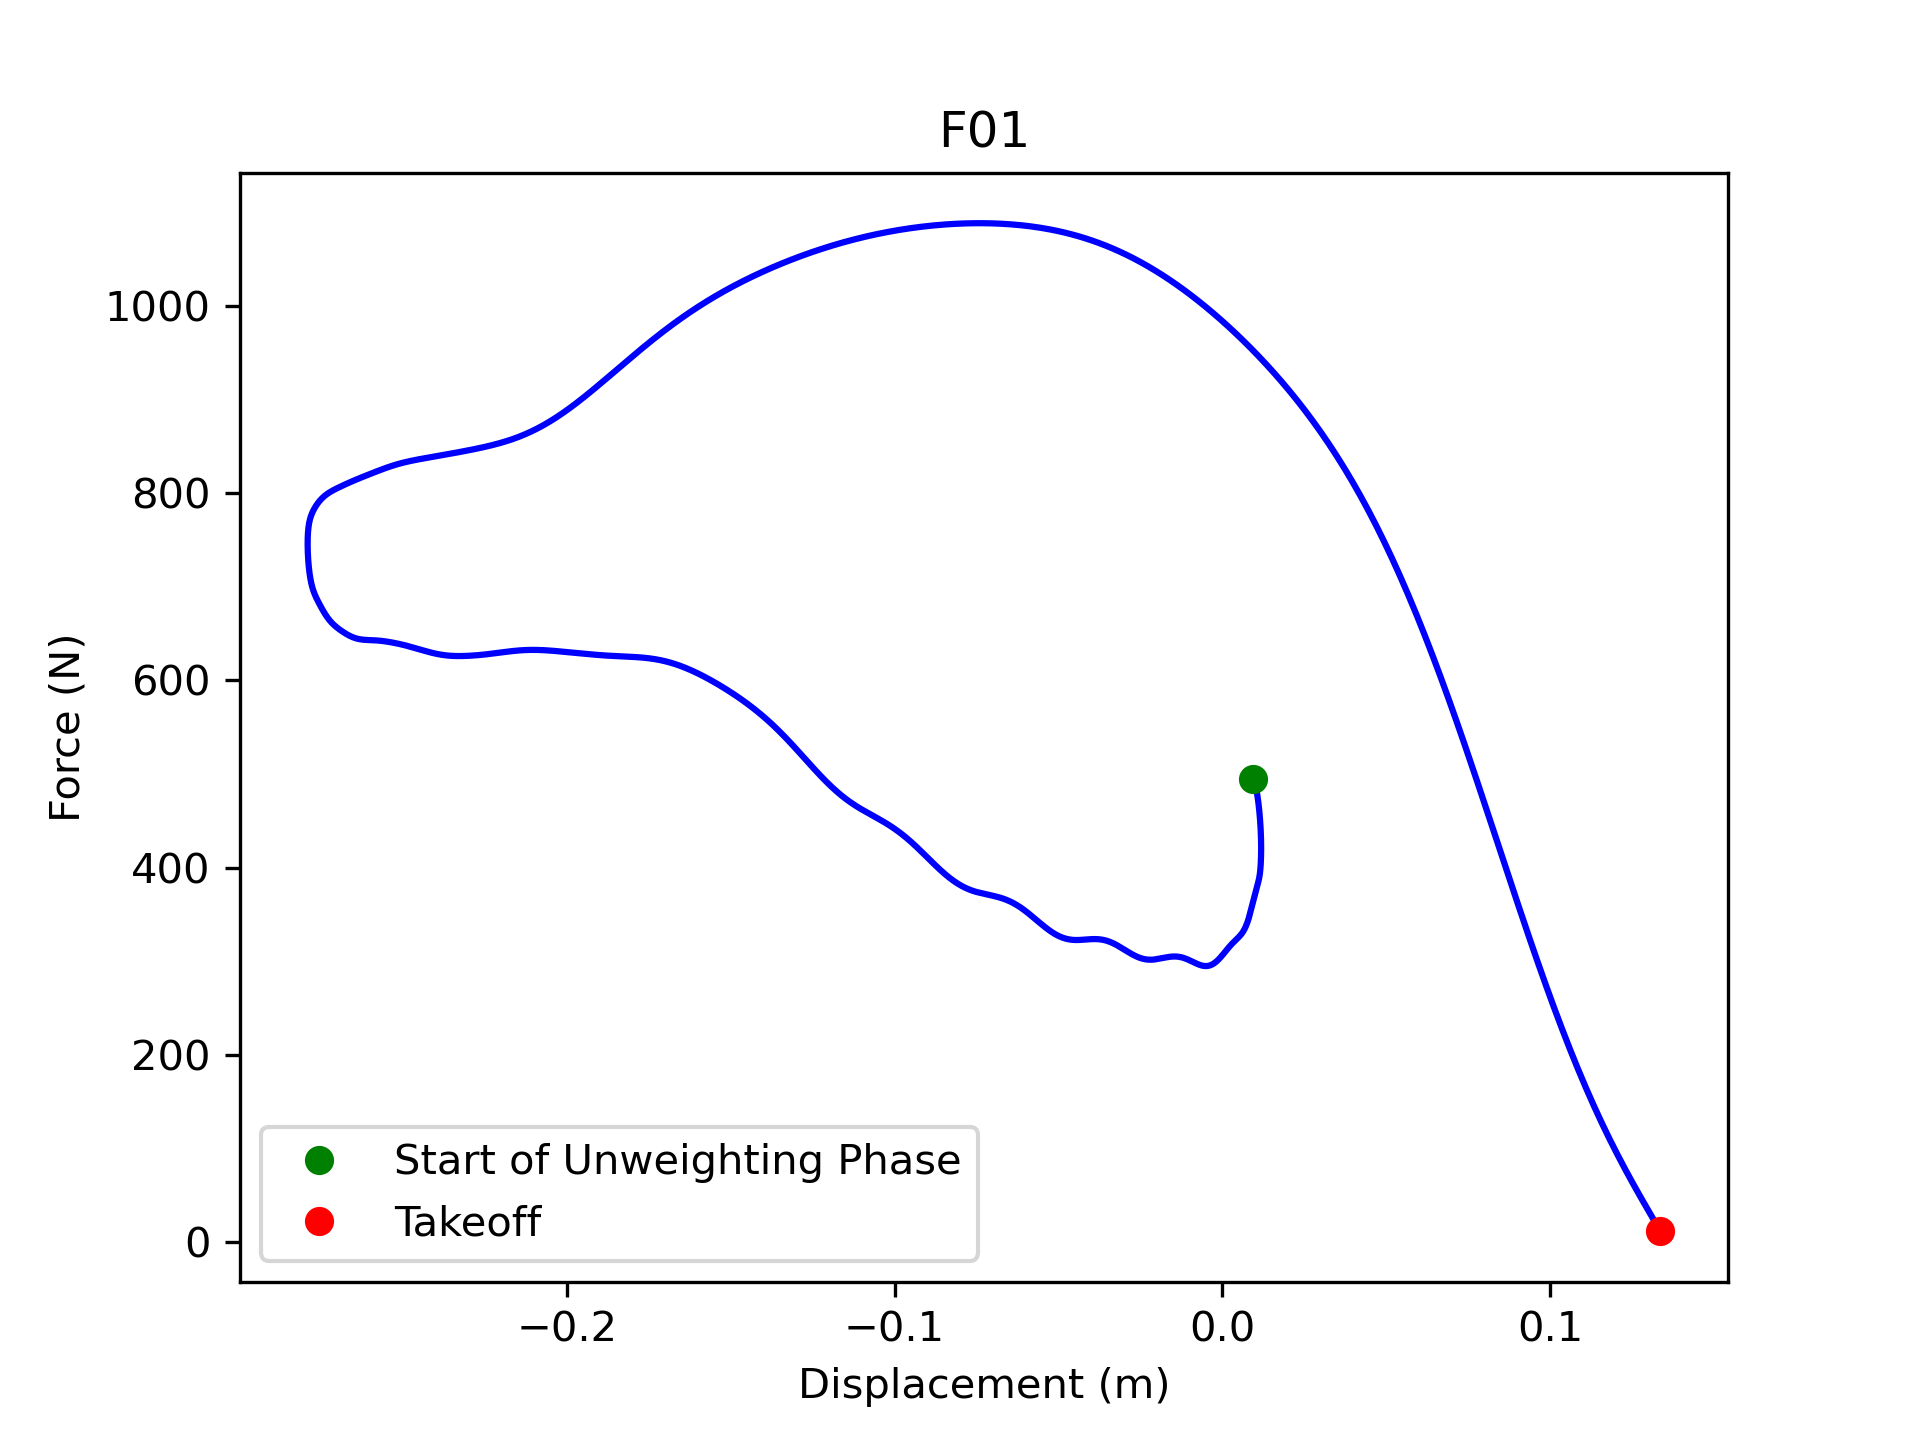 F01
1000
800
600
400
200
0
Force (N)
Start of Unweighting Phase
Takeoff
−0.2 −0.1 0.0 0.1
Displacement (m)